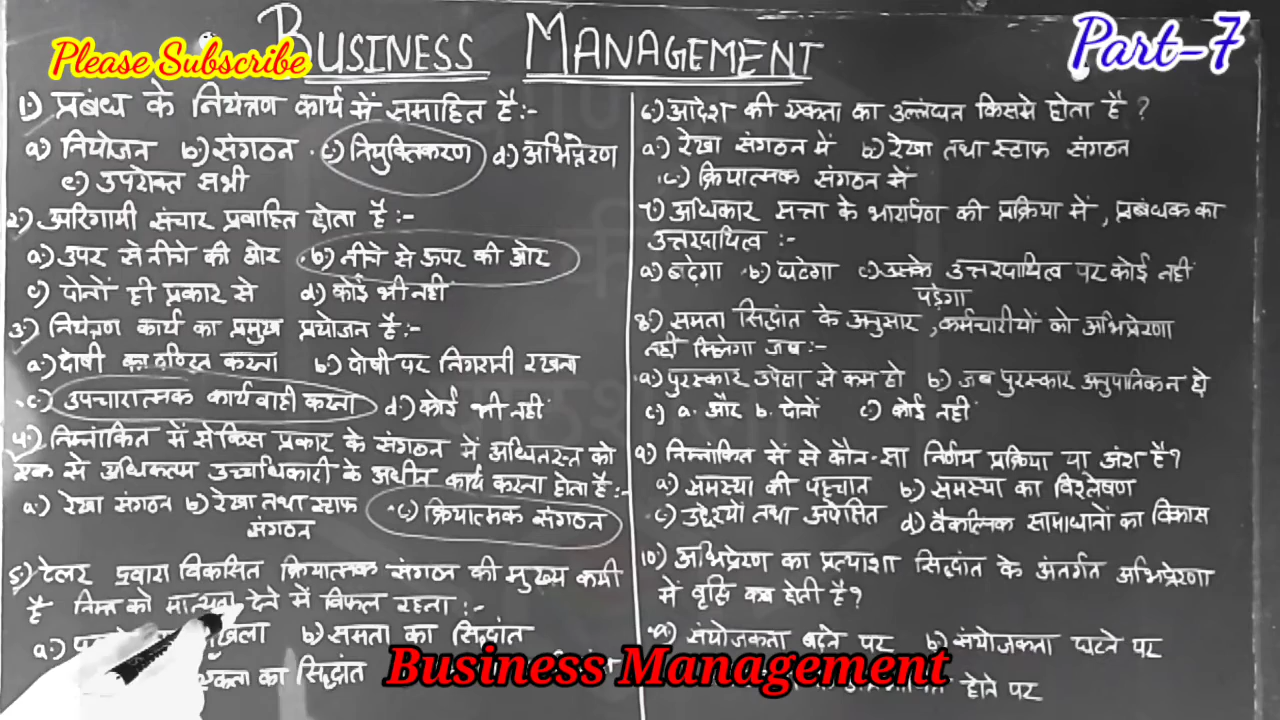 BUSINESS MANAGEMENT
Please Subscribe
Part-7
1.) प्रबंध के नियंत्रण कार्य में समाहित है:-
a) नियोजन b) संगठन c) नियुक्तिकरण d) अभिप्रेरण
e.) उपरोक्त सभी
2.) अरिगामी संचार प्रवाहित होता है:-
a.) उपर से नीचे की ओर b.) नीचे से ऊपर की ओर
c) दोनों ही प्रकार से d.) कोई भी नहीं
3.) नियंत्रण कार्य का प्रमुख प्रयोजन है:-
a.) दोषी का दण्डित करना b.) दोषी पर निगरानी रखना
c.) उपचारात्मक कार्यवाही करना d.) कोई भी नहीं
4.) निम्नांकित में से किस प्रकार के संगठन में अधिनस्त को
एक से अधिकतम उच्चाधिकारी के अधीन कार्य करना होता है:-
a.) रेखा संगठन b) रेखा तथा स्टाफ c.) क्रियात्मक संगठन
संगठन
5.) टेलर द्वारा विकसित क्रियात्मक संगठन की मुख्य कमी
है निम्न को मान्यता देने में विफल रहता:-
a.) b) समता का सिद्धांत
एकता का सिद्धांत
6.) आदेश की एकता का उल्लंघन किसमे होता है?
a.) रेखा संगठन में b) रेखा तथा स्टाफ संगठन
c.) क्रियात्मक संगठन में
7.) अधिकार सत्ता के भारार्पण की प्रक्रिया में, प्रबंधक का
उत्तरदायित्व:-
a) बढ़ेगा b) घटेगा c) उसके उत्तरदायित्व पर कोई नहीं
पड़ेगा
8.) समता सिद्धांत के अनुसार, कर्मचारीयों को अभिप्रेरणा
नहीं मिलेगा जब:-
a) पुरस्कार उपेक्षा से कम हो b.) जब पुरस्कार अनुपातिक न हो
c) a. और b. दोनों c.) कोई नहीं
9.) निम्नांकित में से कौन-सा निर्णय प्रक्रिया या अंश है?
a.) समस्या की पहचान b.) समस्या का विश्लेषण
c.) उद्देश्यों तथा अपेक्षित d.) वैकल्पिक सामाधानों का विकास
10.) अभिप्रेरण का प्रत्याशा सिद्धांत के अंतर्गत अभिप्रेरणा
में वृद्धि कब होती है?
a.) संयोजकता बढ़ने पर b.) संयोजकता घटने पर
होने पर
Business Management